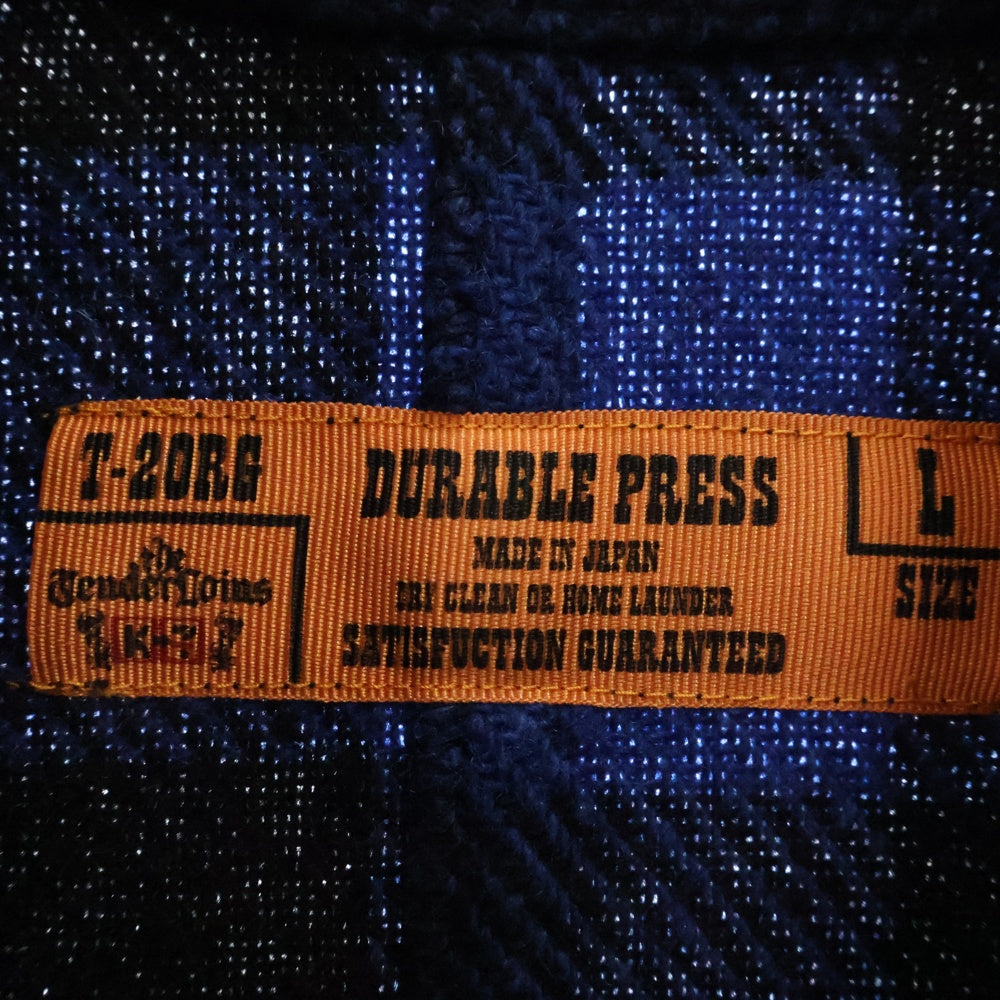 T-20RG
The
TenderLoins
DURABLE PRESS
MADE IN JAPAN
DRY CLEAN OR HOME LAUNDER
SATISFUCTION GUARANTEED
L
SIZE